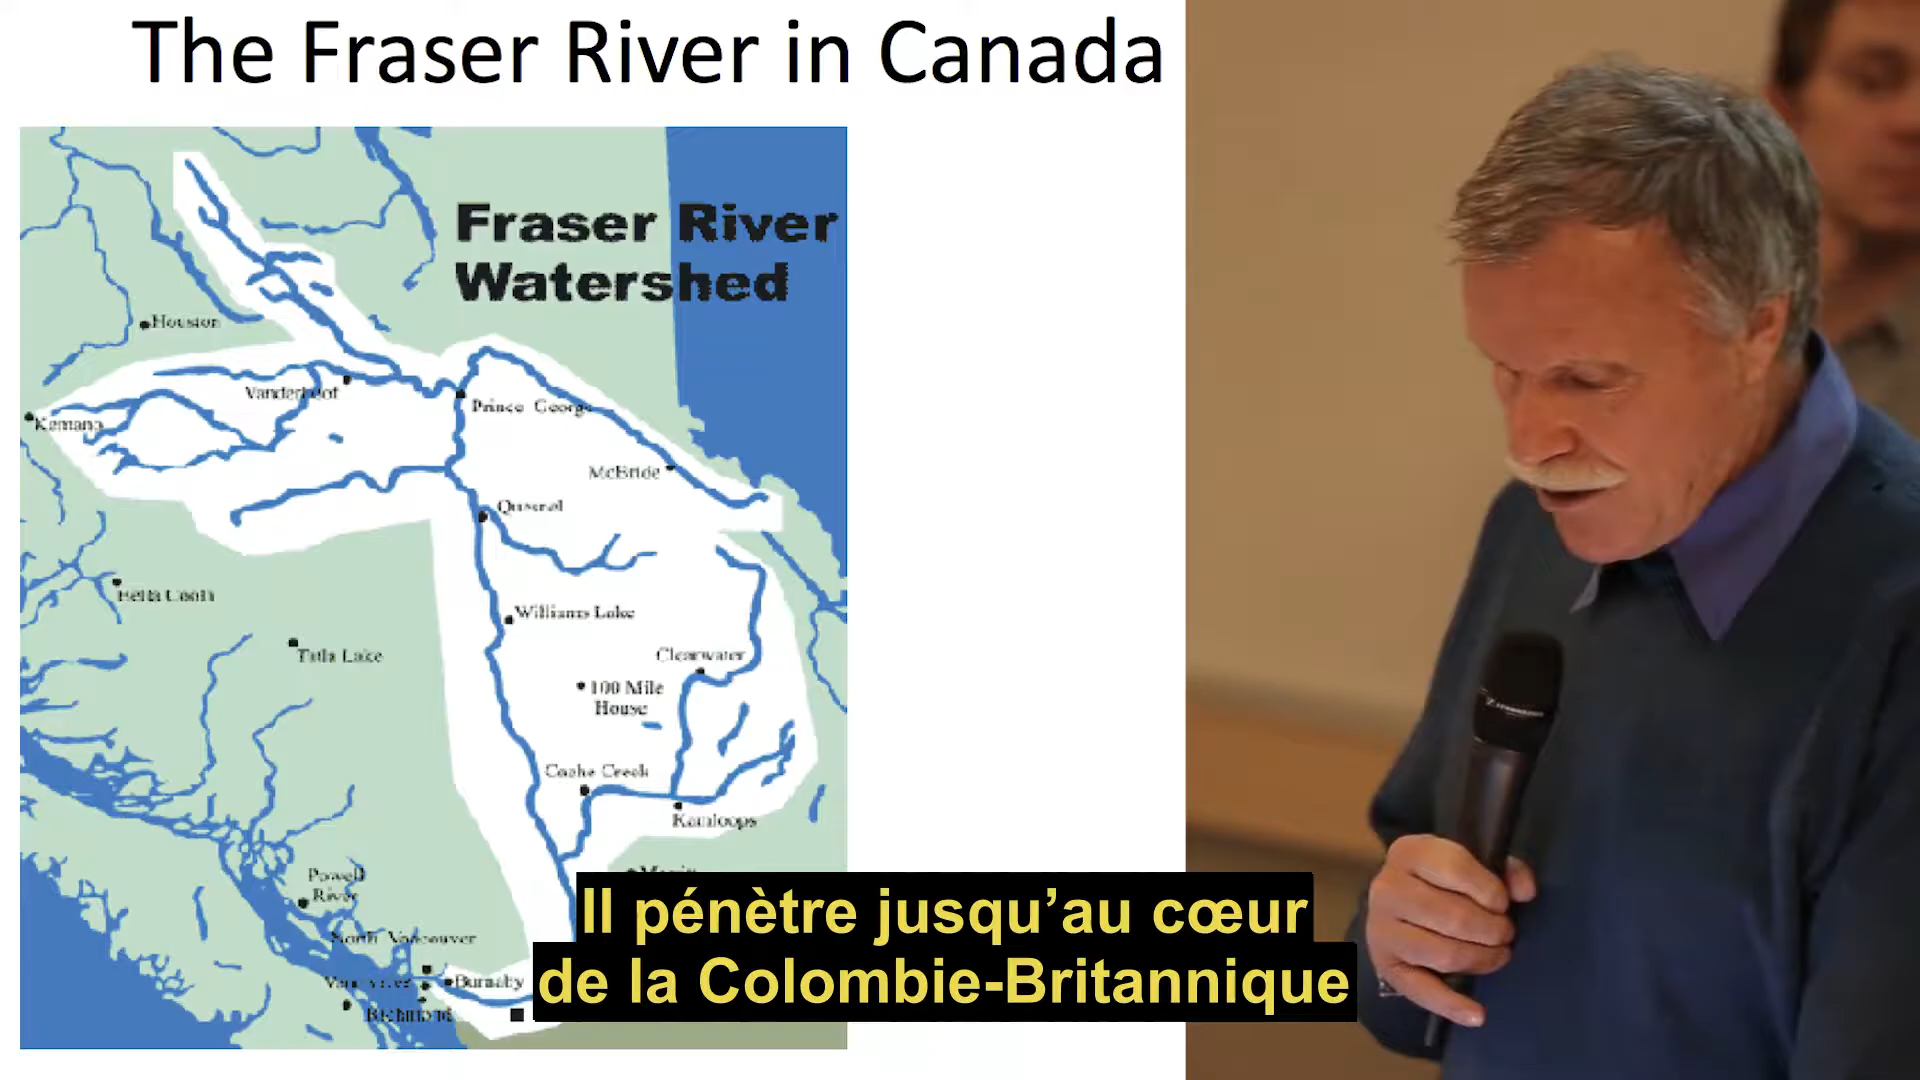 The Fraser River in Canada
Fraser River
Watershed
Houston
Vanderhoof
Prince George
Kemano
McBride
Quesnel
Bella Coola
Williams Lake
Tatla Lake
Clearwater
100 Mile
House
Cache Creek
Kamloops
Powell
River
North Vancouver
Burnaby
Richmond
Il pénètre jusqu’au cœur
de la Colombie-Britannique